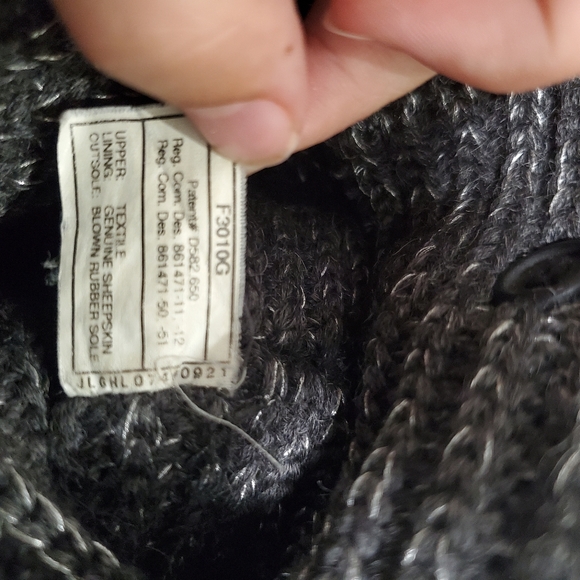 F3010G
Patent# D582 650
Reg. Com. Des. 861471-11, -12
Reg. Com. Des. 861471-50, -51
UPPER: TEXTILE
LINING: GENUINE SHEEPSKIN
OUTSOLE: BLOWN RUBBER SOLE